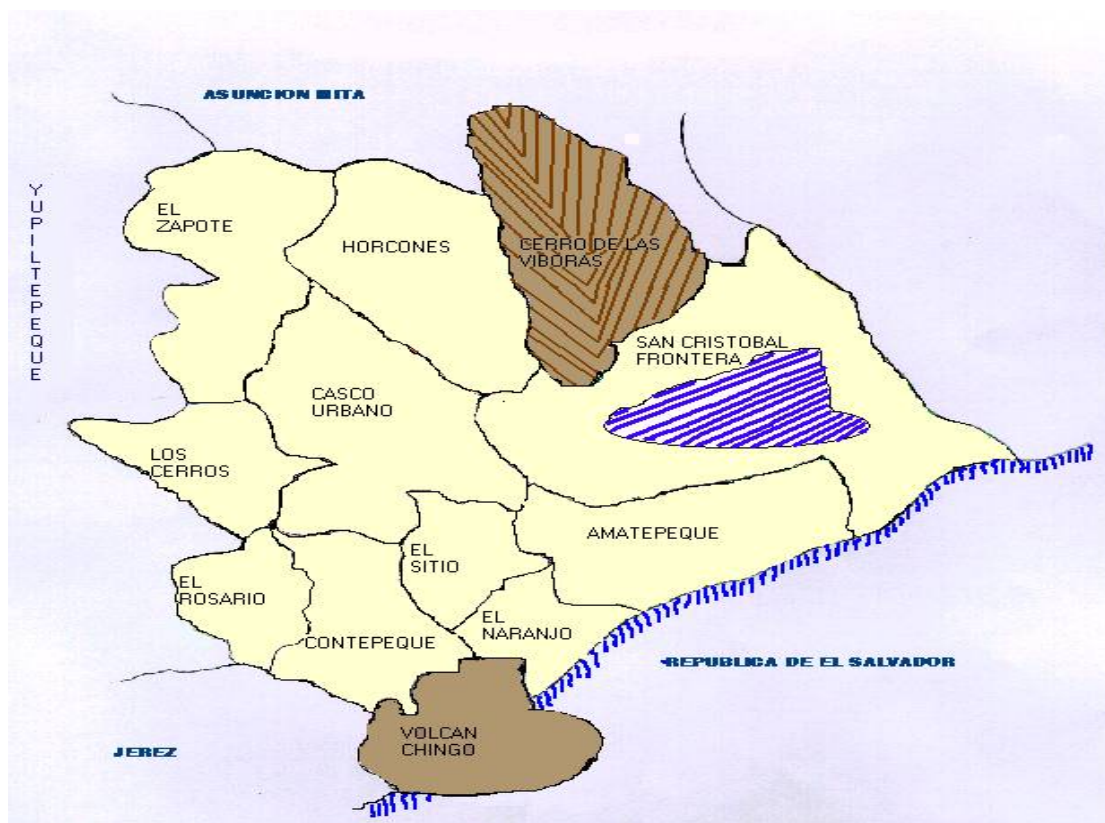 ASUNCION MITA
YUPILTEPEQUE
EL
ZAPOTE
HORCONES
CERRO DE LAS
VIBORAS
SAN CRISTOBAL
FRONTERA
CASCO
URBANO
LOS
CERROS
AMATEPEQUE
EL
SITIO
EL
ROSARIO
EL
NARANJO
CONTEPEQUE
REPUBLICA DE EL SALVADOR
VOLCAN
CHINGO
JEREZ